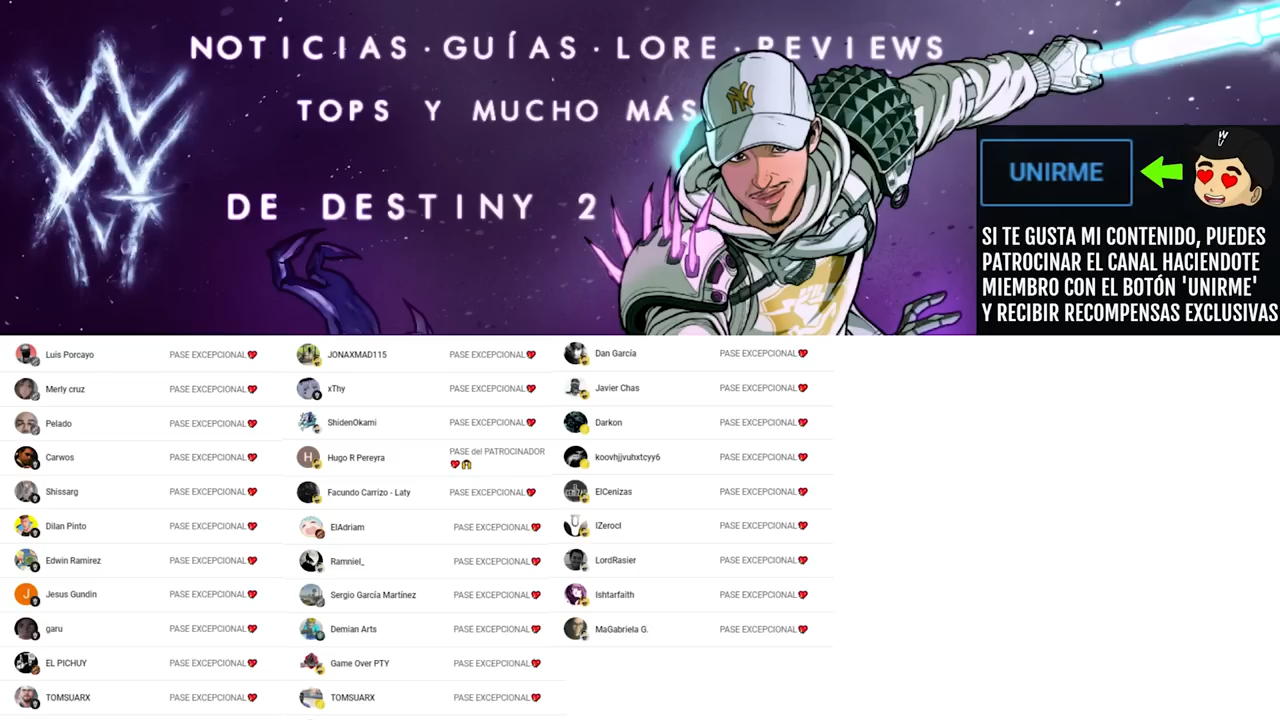 NOTICIAS · GUÍAS · LORE · REVIEWS
TOPS Y MUCHO MÁS
DE DESTINY 2
NY
UNIRME
SI TE GUSTA MI CONTENIDO, PUEDES
PATROCINAR EL CANAL HACIENDOTE
MIEMBRO CON EL BOTÓN 'UNIRME'
Y RECIBIR RECOMPENSAS EXCLUSIVAS
Luis Porcayo PASE EXCEPCIONAL
Merly cruz PASE EXCEPCIONAL
Pelado PASE EXCEPCIONAL
Carwos PASE EXCEPCIONAL
Shissarg PASE EXCEPCIONAL
Dilan Pinto PASE EXCEPCIONAL
Edwin Ramirez PASE EXCEPCIONAL
J Jesus Gundin PASE EXCEPCIONAL
garu PASE EXCEPCIONAL
EL PICHUY PASE EXCEPCIONAL
TOMSUARX PASE EXCEPCIONAL
JONAXMAD115 PASE EXCEPCIONAL
xThy PASE EXCEPCIONAL
ShidenOkami PASE EXCEPCIONAL
H Hugo R Pereyra PASE del PATROCINADOR
Facundo Carrizo - Laty PASE EXCEPCIONAL
ElAdriam PASE EXCEPCIONAL
Ramniel_ PASE EXCEPCIONAL
Sergio García Martínez PASE EXCEPCIONAL
Demian Arts PASE EXCEPCIONAL
Game Over PTY PASE EXCEPCIONAL
TOMSUARX PASE EXCEPCIONAL
Dan García PASE EXCEPCIONAL
Javier Chas PASE EXCEPCIONAL
Darkon PASE EXCEPCIONAL
koovhjjvuhxtcyy6 PASE EXCEPCIONAL
ElCenizas PASE EXCEPCIONAL
IZerocI PASE EXCEPCIONAL
LordRasier PASE EXCEPCIONAL
Ishtarfaith PASE EXCEPCIONAL
MaGabriela G. PASE EXCEPCIONAL